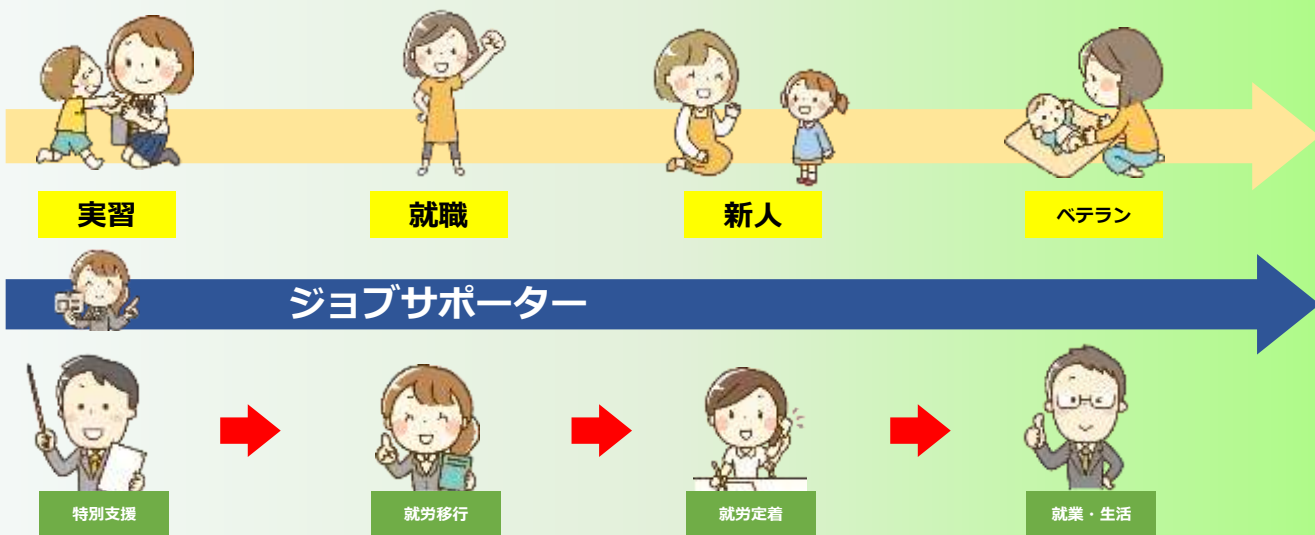 実習
就職
新人
ベテラン
ジョブサポーター
特別支援
就労移行
就労定着
就業・生活